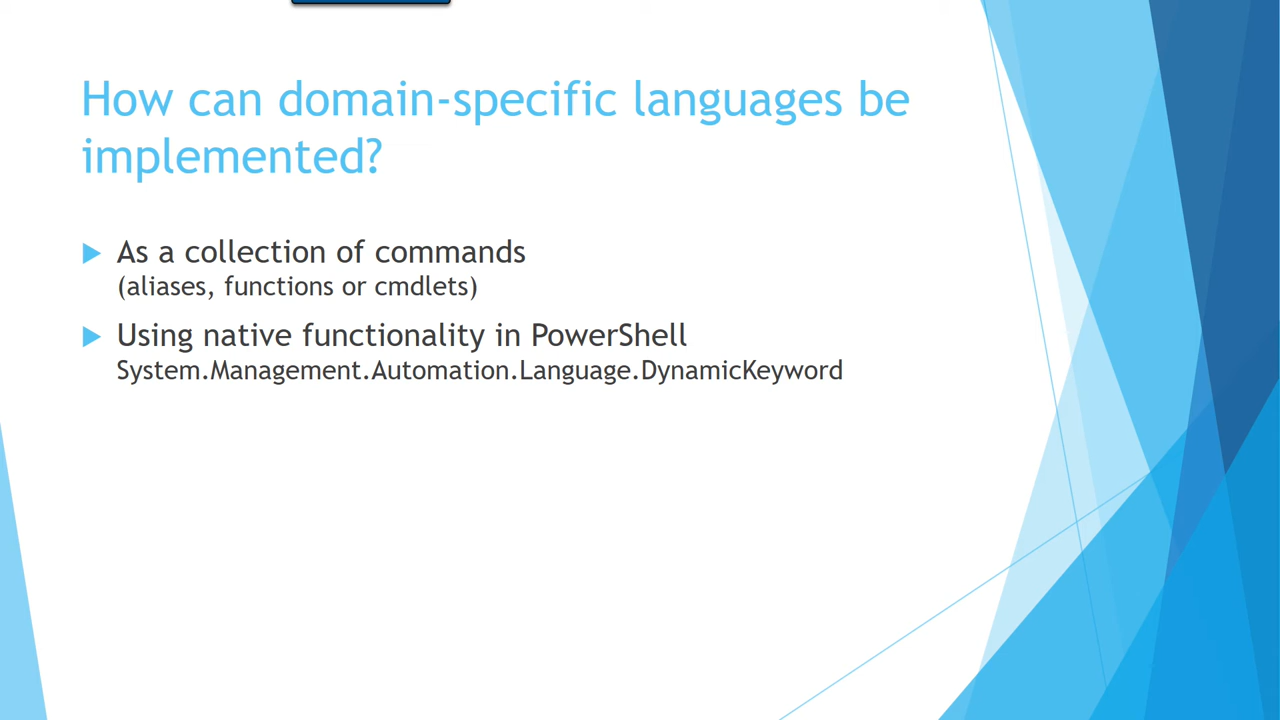 How can domain-specific languages be
implemented?
As a collection of commands
(aliases, functions or cmdlets)
Using native functionality in PowerShell
System.Management.Automation.Language.DynamicKeyword